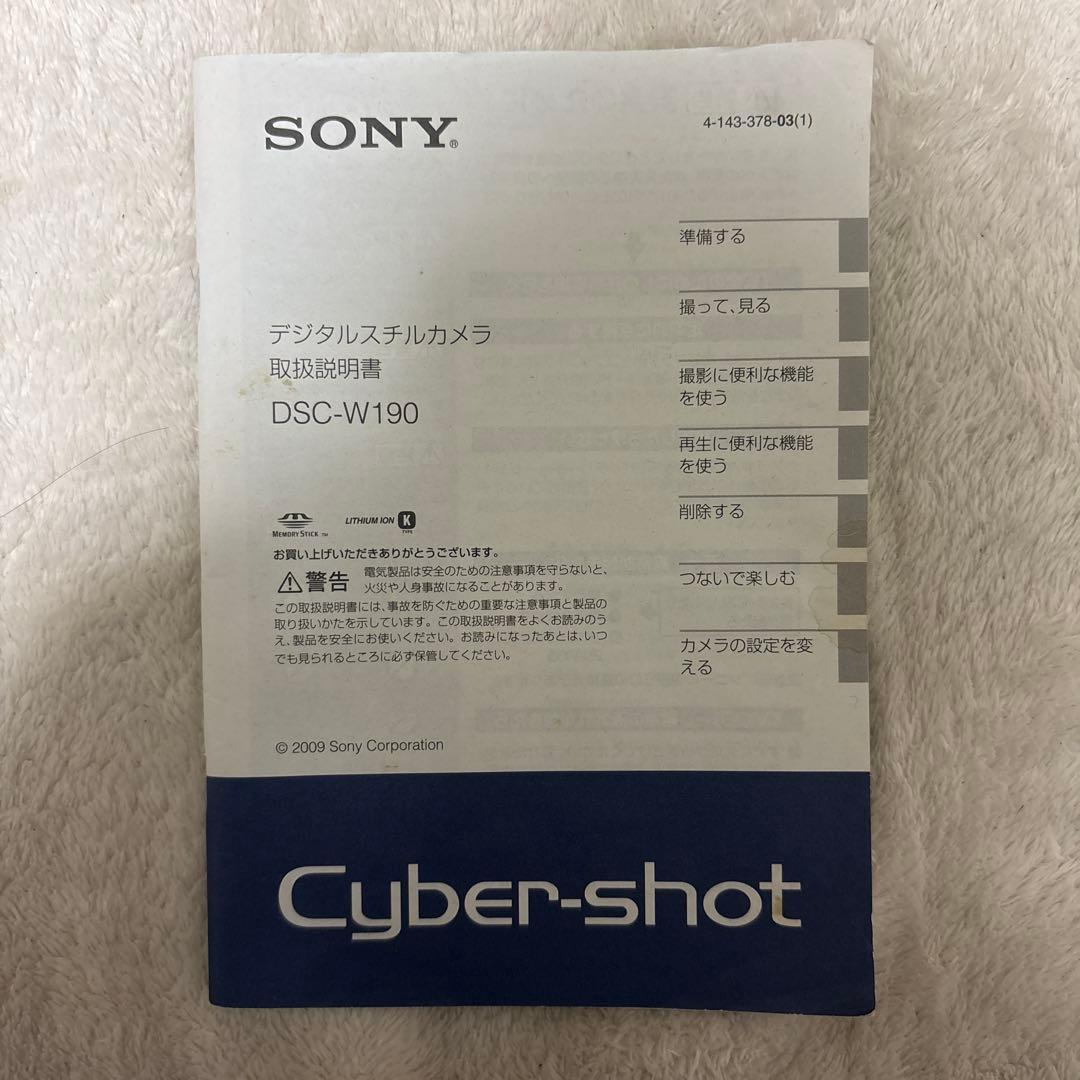 SONY®
4-143-378-03(1)
デジタルスチルカメラ
取扱説明書
DSC-W190
MEMORY STICK ™
LITHIUM ION K
TYPE
お買い上げいただきありがとうございます。
警告
電気製品は安全のための注意事項を守らないと、
火災や人身事故になることがあります。
この取扱説明書には、事故を防ぐための重要な注意事項と製品の
取り扱いかたを示しています。この取扱説明書をよくお読みのう
え、製品を安全にお使いください。お読みになったあとは、いつ
でも見られるところに必ず保管してください。
© 2009 Sony Corporation
準備する
撮って、見る
撮影に便利な機能
を使う
再生に便利な機能
を使う
削除する
つないで楽しむ
カメラの設定を変
える
Cyber-shot